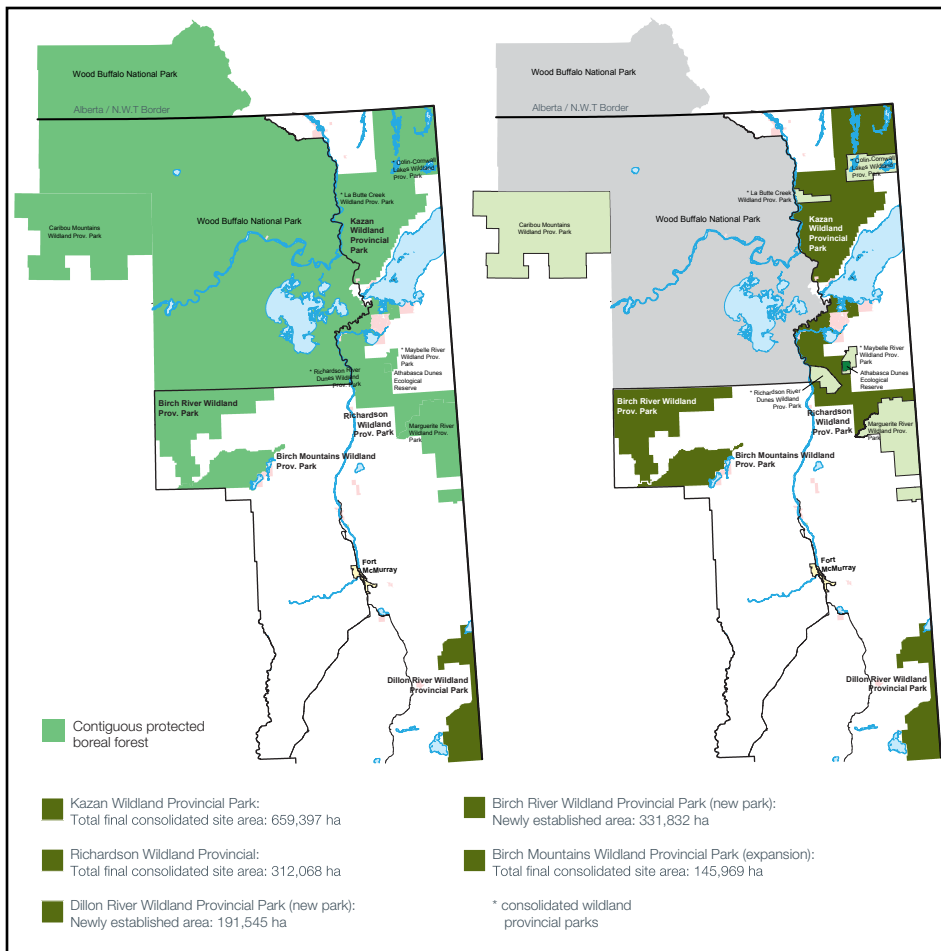 Wood Buffalo National Park
Alberta / N.W.T Border
* Colin-Cornwall
Lakes Wildland
Prov. Park
* La Butte Creek
Wildland Prov. Park
Wood Buffalo National Park
Kazan
Wildland
Provincial
Park
Caribou Mountains
Wildland Prov. Park
* Maybelle River
Wildland Prov.
Park
Athabasca Dunes
Ecological
Reserve
* Richardson River
Dunes Wildland
Prov. Park
Birch River Wildland
Prov. Park
Richardson
Wildland
Prov. Park
Marguerite River
Wildland Prov.
Park
Birch Mountains Wildland
Prov. Park
Fort
McMurray
Dillon River Wildland
Provincial Park
Contiguous protected
boreal forest
Wood Buffalo National Park
Alberta / N.W.T Border
* Colin-Cornwall
Lakes Wildland
Prov. Park
* La Butte Creek
Wildland Prov. Park
Wood Buffalo National Park
Kazan
Wildland
Provincial
Park
Caribou Mountains
Wildland Prov. Park
* Maybelle River
Wildland Prov.
Park
Athabasca Dunes
Ecological
Reserve
* Richardson River
Dunes Wildland
Prov. Park
Birch River Wildland
Prov. Park
Richardson
Wildland
Prov. Park
Marguerite River
Wildland Prov.
Park
Birch Mountains Wildland
Prov. Park
Fort
McMurray
Dillon River Wildland
Provincial Park
Kazan Wildland Provincial Park:
Total final consolidated site area: 659,397 ha
Richardson Wildland Provincial:
Total final consolidated site area: 312,068 ha
Dillon River Wildland Provincial Park (new park):
Newly established area: 191,545 ha
Birch River Wildland Provincial Park (new park):
Newly established area: 331,832 ha
Birch Mountains Wildland Provincial Park (expansion):
Total final consolidated site area: 145,969 ha
* consolidated wildland
provincial parks